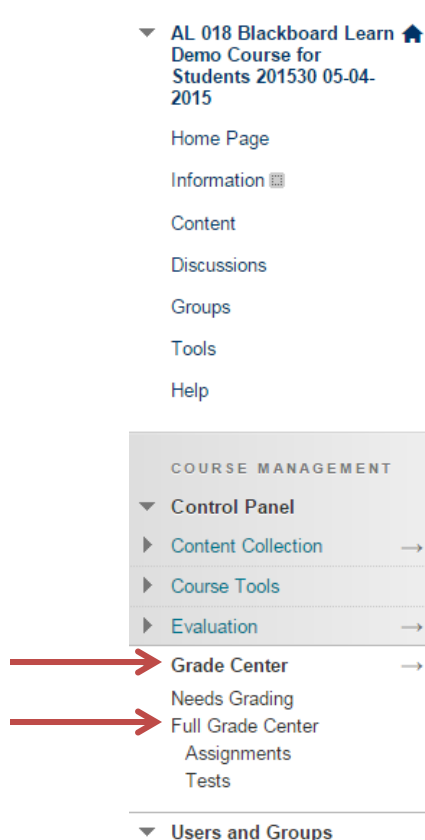 AL 018 Blackboard Learn
Demo Course for
Students 201530 05-04-
2015
Home Page
Information
Content
Discussions
Groups
Tools
Help
COURSE MANAGEMENT
Control Panel
Content Collection
Course Tools
Evaluation
Grade Center
Needs Grading
Full Grade Center
Assignments
Tests
Users and Groups